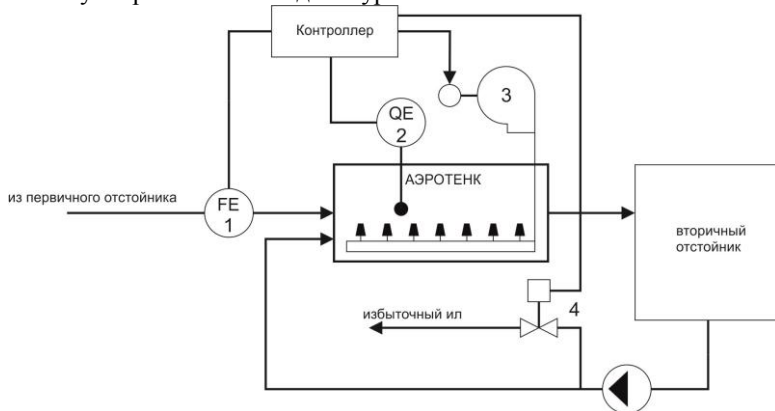 Контроллер
3
QE
2
АЭРОТЕНК
из первичного отстойника
FE
1
вторичный
отстойник
4
избыточный ил